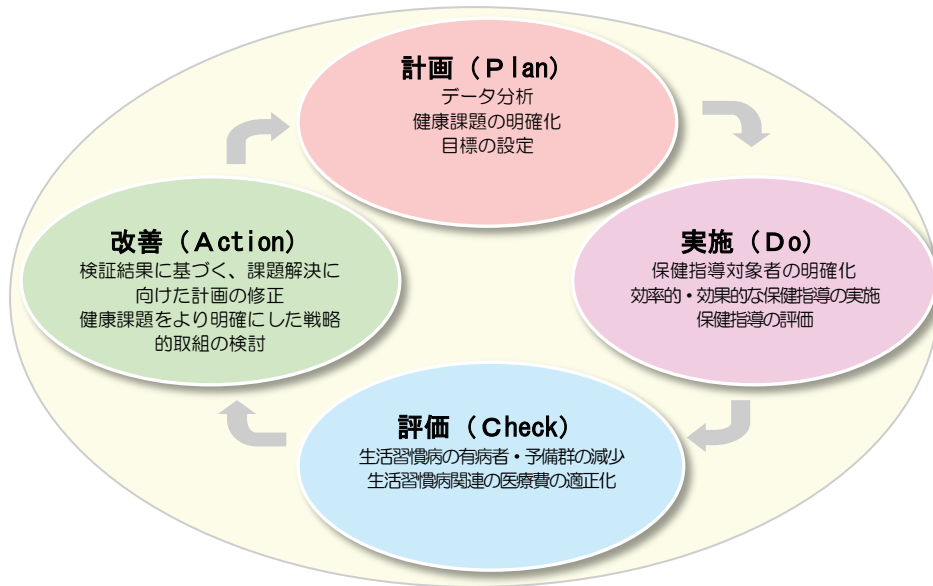 計画（Ｐlan）
データ分析
健康課題の明確化
目標の設定
改善（Ａction）
検証結果に基づく、課題解決に
向けた計画の修正
健康課題をより明確にした戦略
的取組の検討
実施（Ｄo）
保健指導対象者の明確化
効率的・効果的な保健指導の実施
保健指導の評価
評価（Ｃheck）
生活習慣病の有病者・予備群の減少
生活習慣病関連の医療費の適正化